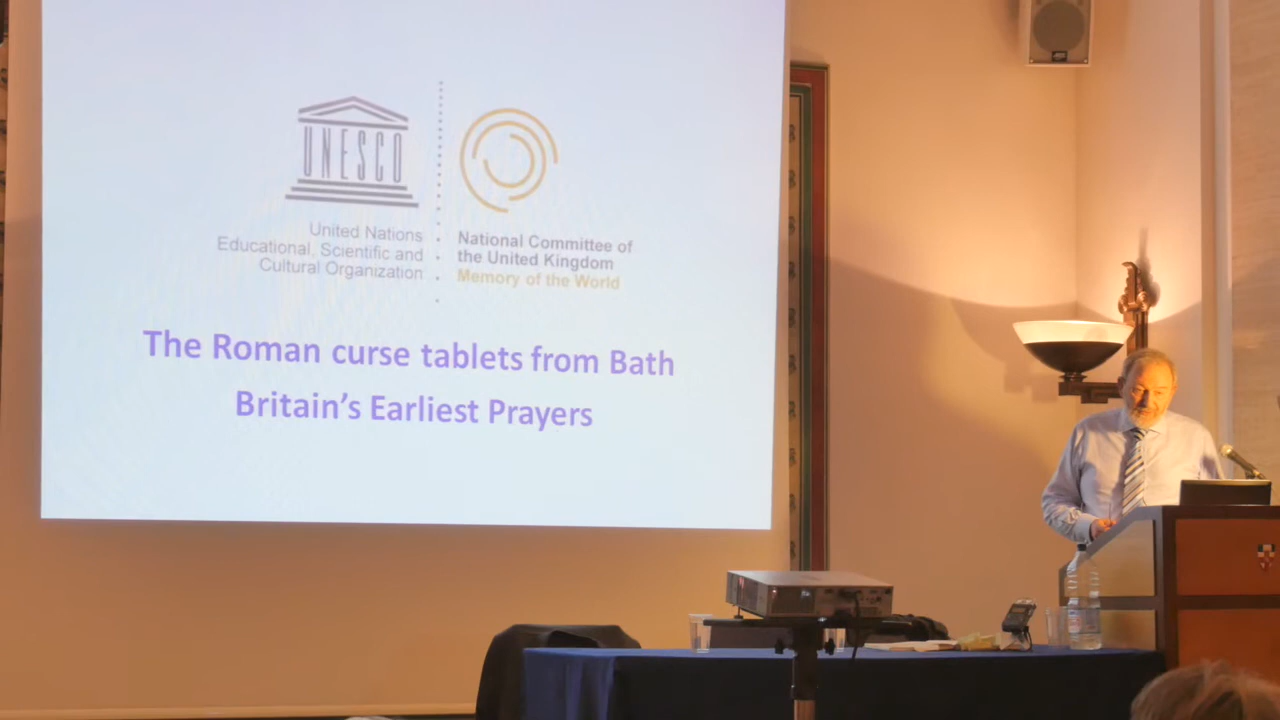 UNESCO
United Nations
Educational, Scientific and
Cultural Organization
National Committee of
the United Kingdom
Memory of the World
The Roman curse tablets from Bath
Britain's Earliest Prayers